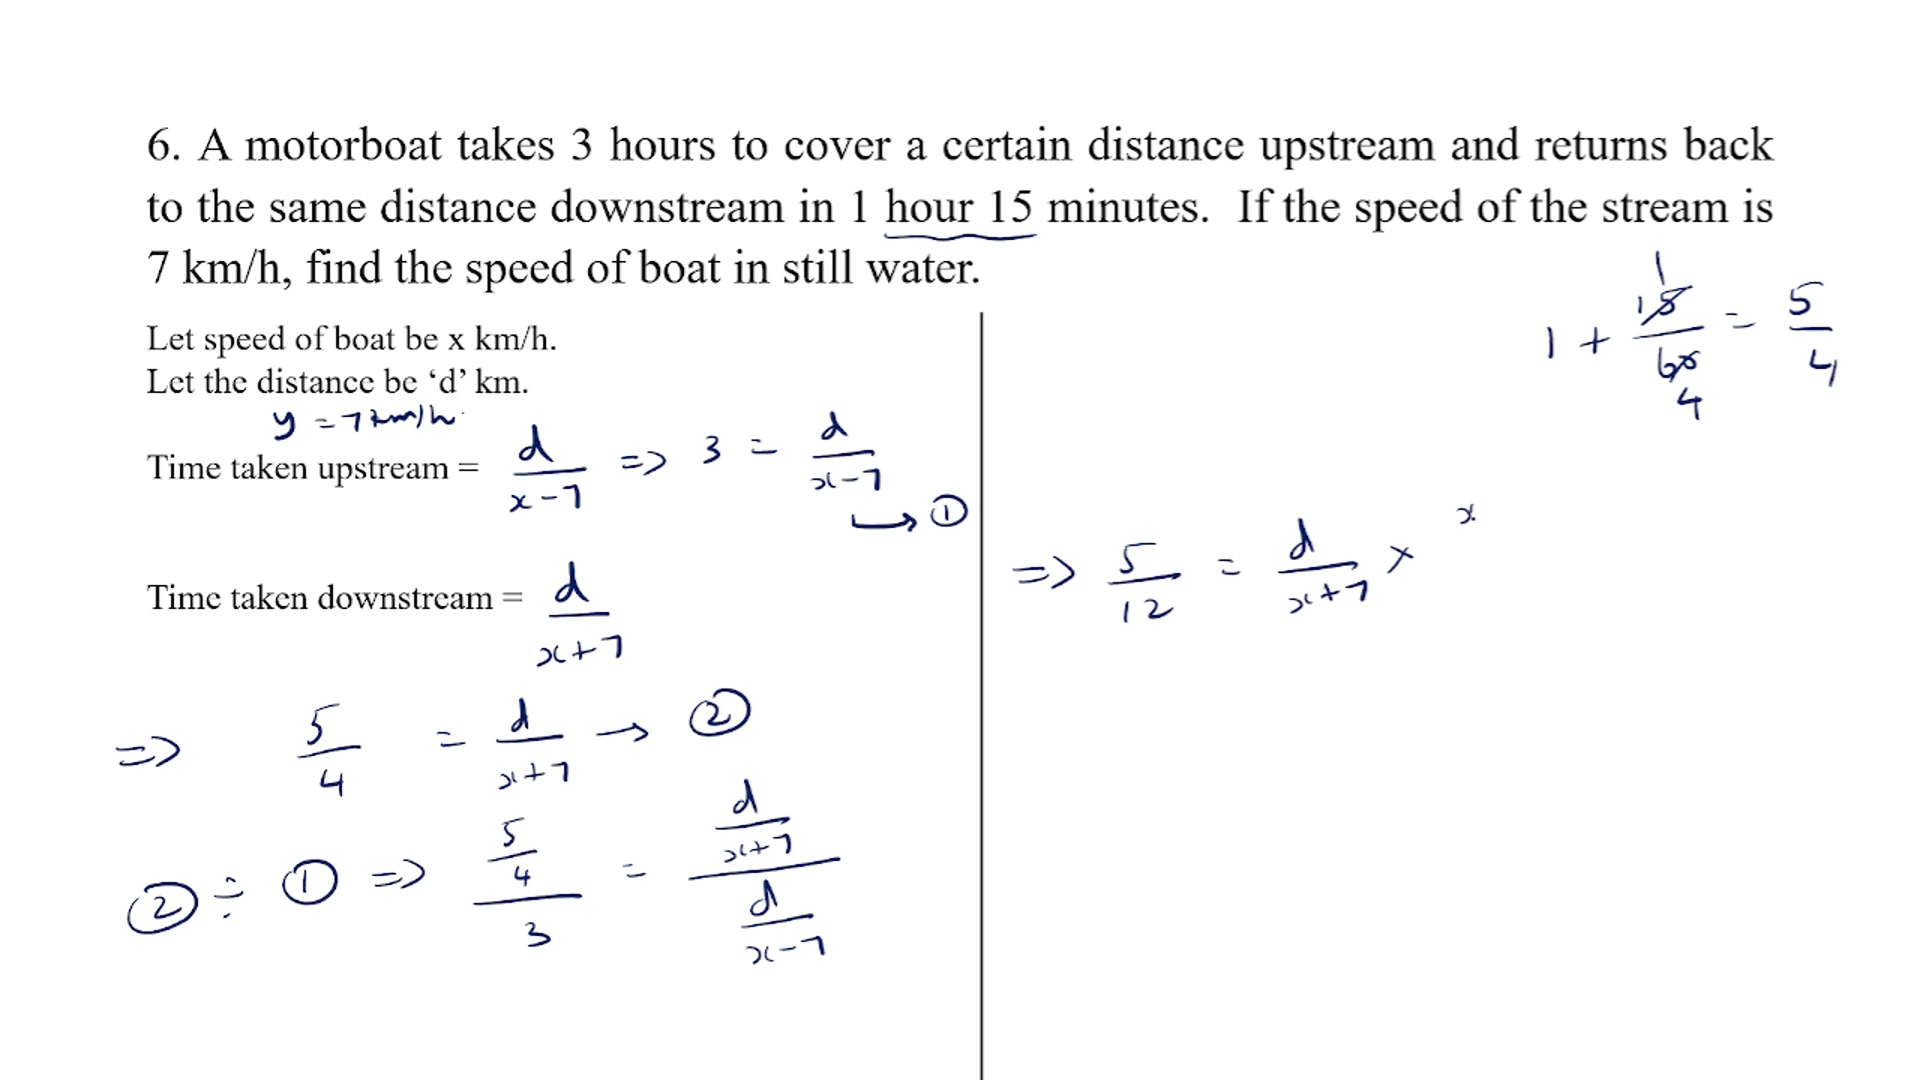 6. A motorboat takes 3 hours to cover a certain distance upstream and returns back
to the same distance downstream in 1 hour 15 minutes. If the speed of the stream is
7 km/h, find the speed of boat in still water.
Let speed of boat be x km/h.
Let the distance be ‘d’ km.
y = 7 km/h
Time taken upstream = d/(x-7) => 3 = d/(x-7) → ①
Time taken downstream = d/(x+7)
=> 5/4 = d/(x+7) → ②
② ÷ ① => (5/4)/3 = (d/(x+7))/(d/(x-7))
1 + 15/60 = 5/4
1
4
=> 5/12 = d/(x+7) × x